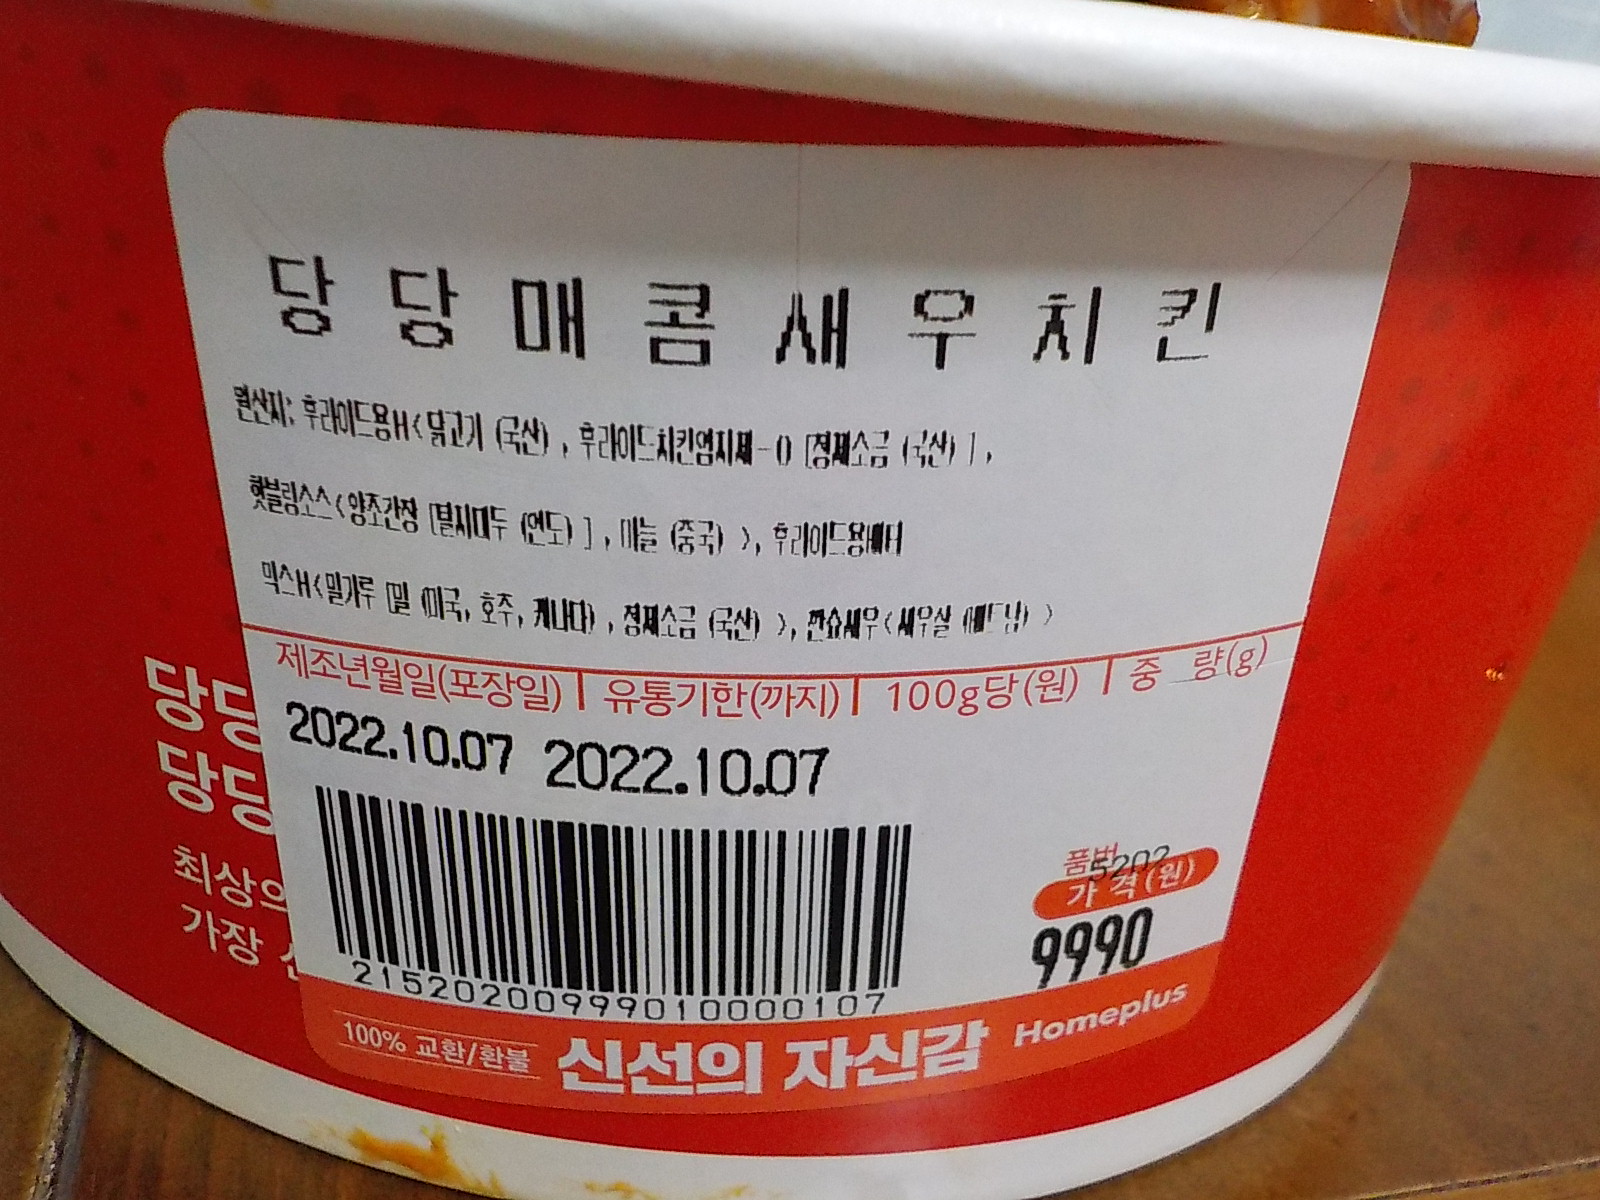 당당매콤새우치킨
원산지: 후라이드용H<닭고기 (국산) , 후라이드치킨염지제-O [정제소금 (국산) ] ,
핫블링소스<양조간장 [탈지대두 (인도) ] , 마늘 (중국) >, 후라이드용배터
믹스H<밀가루 [밀 (미국, 호주, 캐나다) , 정제소금 (국산) >, 깐쇼새우<새우살 (베트남) >
제조년월일(포장일) | 유통기한(까지) | 100g당(원) | 중 량(g)
2022.10.07 2022.10.07
21520200999010000107
품번 5202
가 격(원)
9990
100% 교환/환불 신선의 자신감 Homeplus
당당
당당
최상의
가장